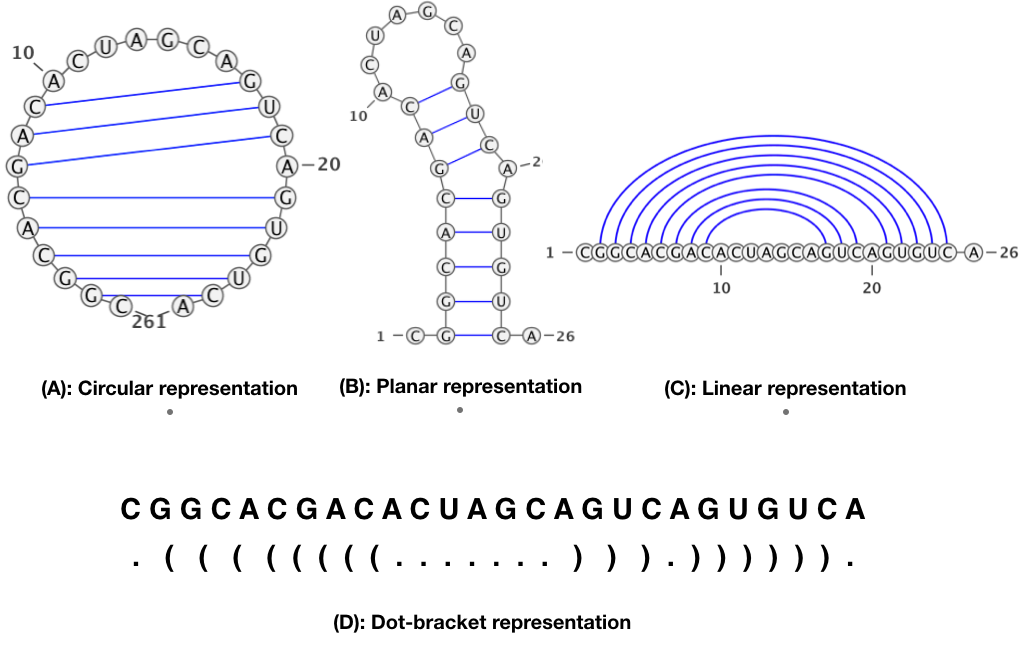 10
A C U A G C A G U C A G U G U C A
C A G C A C G G C
20
261
(A): Circular representation
U A G C A G U C A G U G U C A
C A C A G C A C G G C
10
2
1
26
(B): Planar representation
1 C G G C A C G A C A C U A G C A G U C A G U G U C A 26
10 20
(C): Linear representation
C G G C A C G A C A C U A G C A G U C A G U G U C A
. ( ( ( ( ( ( ( ( . . . . . . . ) ) ) . ) ) ) ) ) ) .
(D): Dot-bracket representation